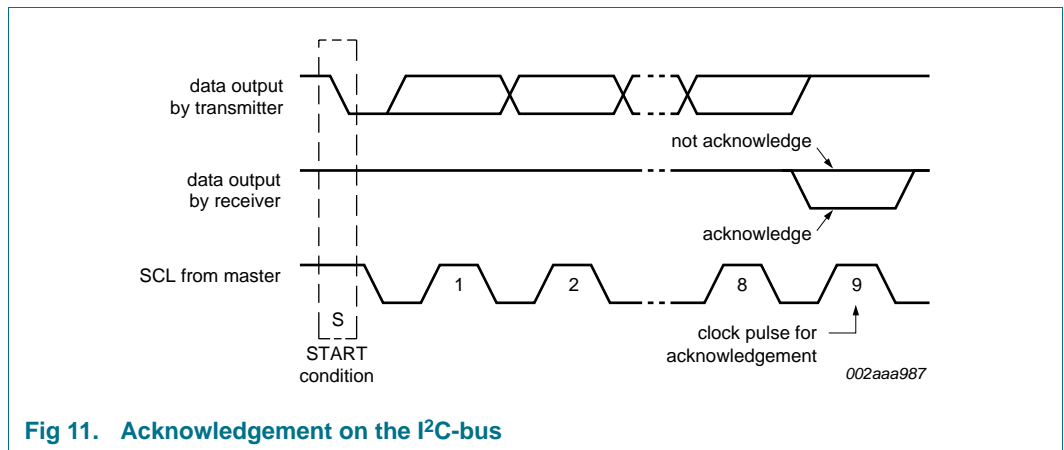 data output
by transmitter
not acknowledge
data output
by receiver
acknowledge
SCL from master
1
2
8
9
S
START
condition
clock pulse for
acknowledgement
002aaa987
Fig 11. Acknowledgement on the I²C-bus